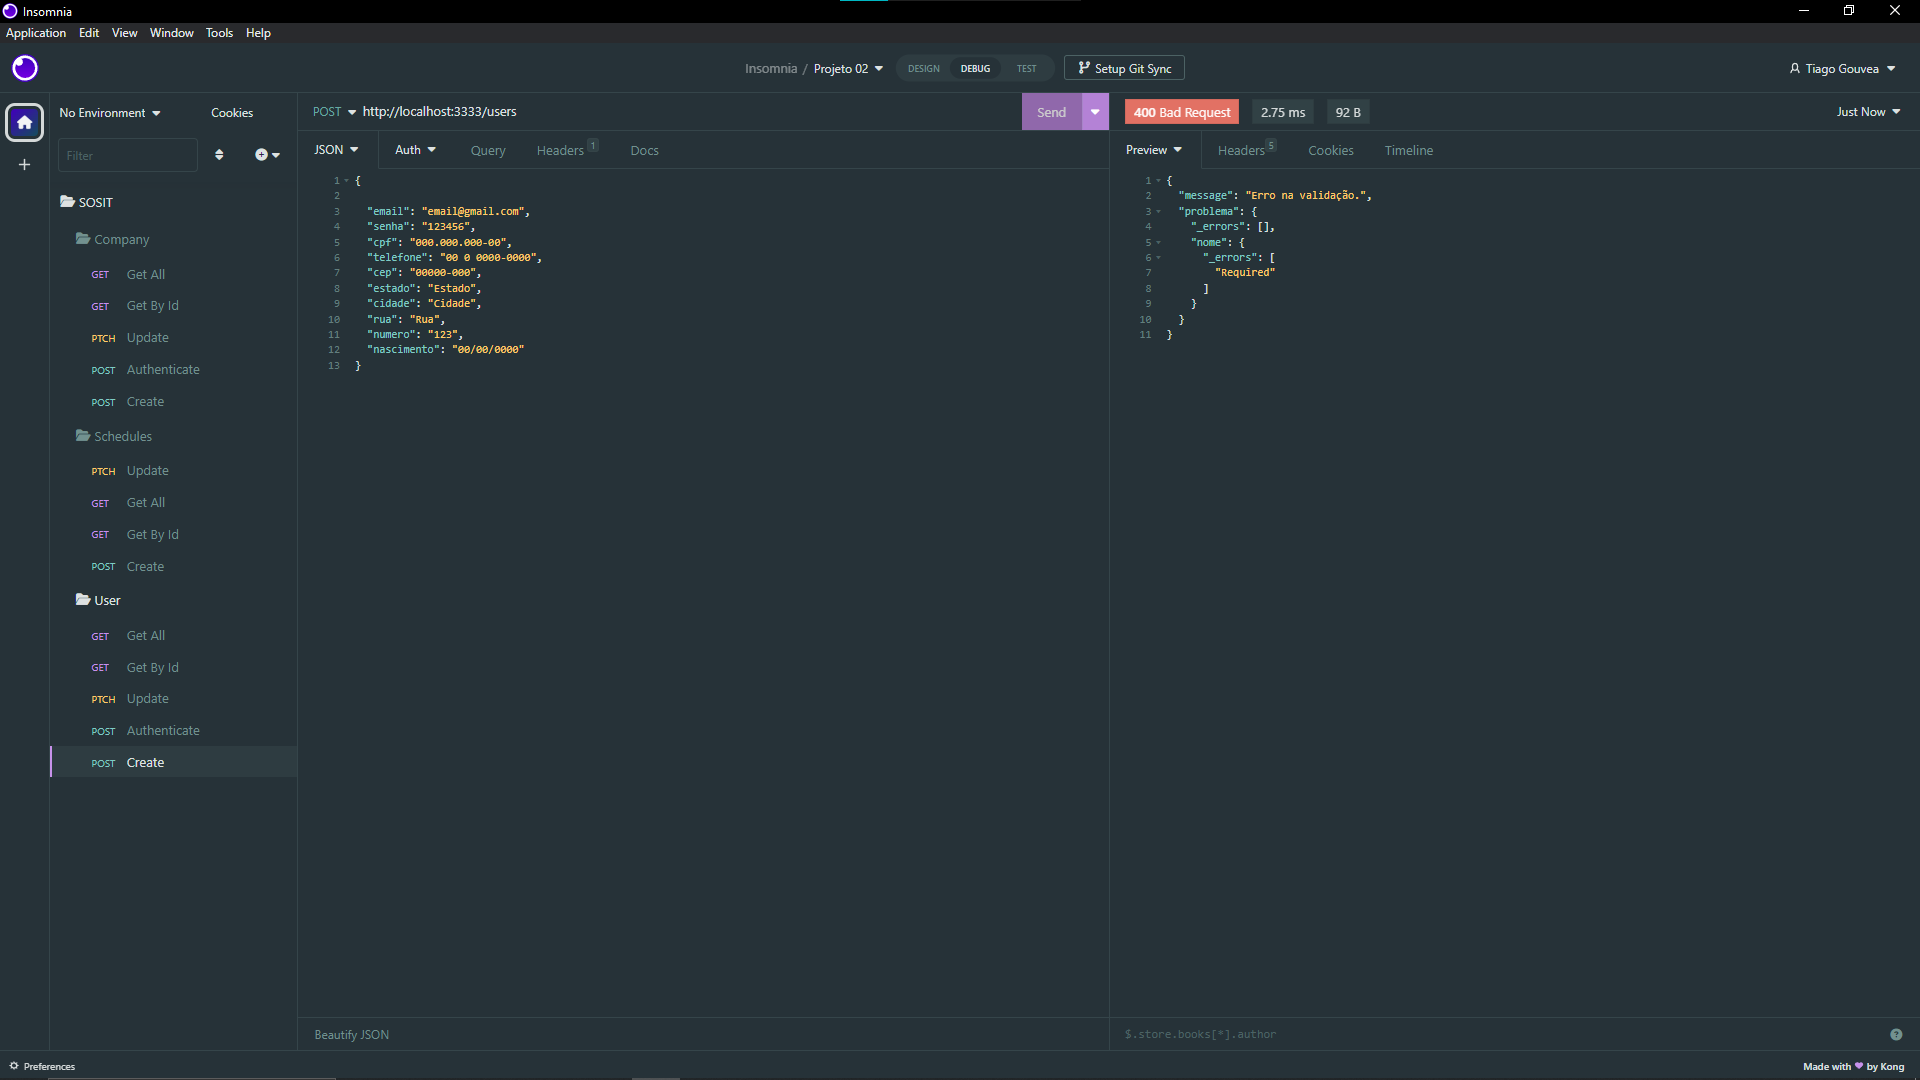 Insomnia
Application Edit View Window Tools Help
Insomnia / Projeto 02 DESIGN DEBUG TEST Setup Git Sync Tiago Gouvea
No Environment Cookies
Filter
SOSIT
Company
GET Get All
GET Get By Id
PTCH Update
POST Authenticate
POST Create
Schedules
PTCH Update
GET Get All
GET Get By Id
POST Create
User
GET Get All
GET Get By Id
PTCH Update
POST Authenticate
POST Create
POST http://localhost:3333/users Send
JSON Auth Query Headers 1 Docs
1 {
2
3 "email": "email@gmail.com",
4 "senha": "123456",
5 "cpf": "000.000.000-00",
6 "telefone": "00 0 0000-0000",
7 "cep": "00000-000",
8 "estado": "Estado",
9 "cidade": "Cidade",
10 "rua": "Rua",
11 "numero": "123",
12 "nascimento": "00/00/0000"
13 }
Beautify JSON
400 Bad Request 2.75 ms 92 B Just Now
Preview Headers 5 Cookies Timeline
1 {
2 "message": "Erro na validação.",
3 "problema": {
4 "_errors": [],
5 "nome": {
6 "_errors": [
7 "Required"
8 ]
9 }
10 }
11 }
$.store.books[*].author
Preferences
Made with ♥ by Kong